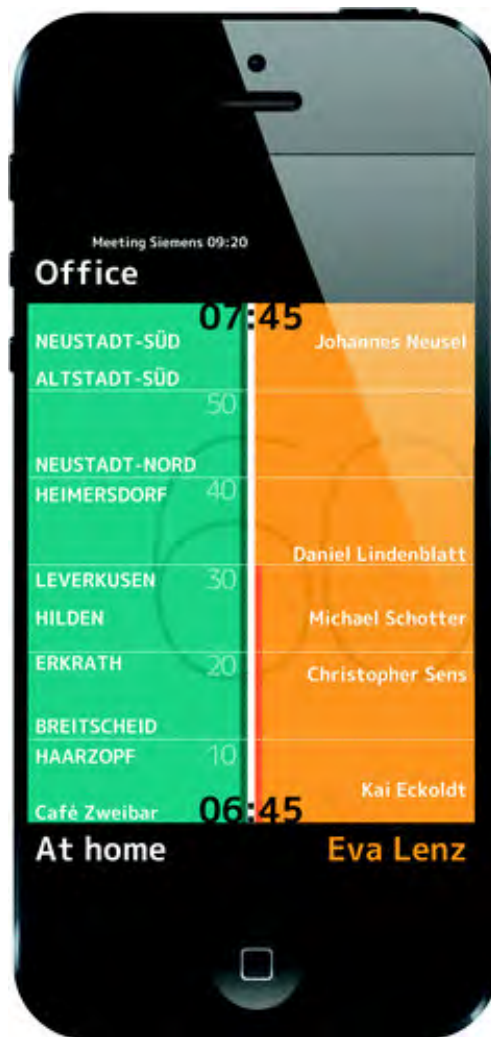 Meeting Siemens 09:20
Office
07:45
NEUSTADT-SÜD
Johannes Neusel
ALTSTADT-SÜD
50
NEUSTADT-NORD
HEIMERSDORF
40
Daniel Lindenblatt
LEVERKUSEN
30
HILDEN
Michael Schotter
ERKRATH
20
Christopher Sens
BREITSCHEID
HAARZOPF
10
Kai Eckoldt
Café Zweibar
06:45
At home
Eva Lenz
60